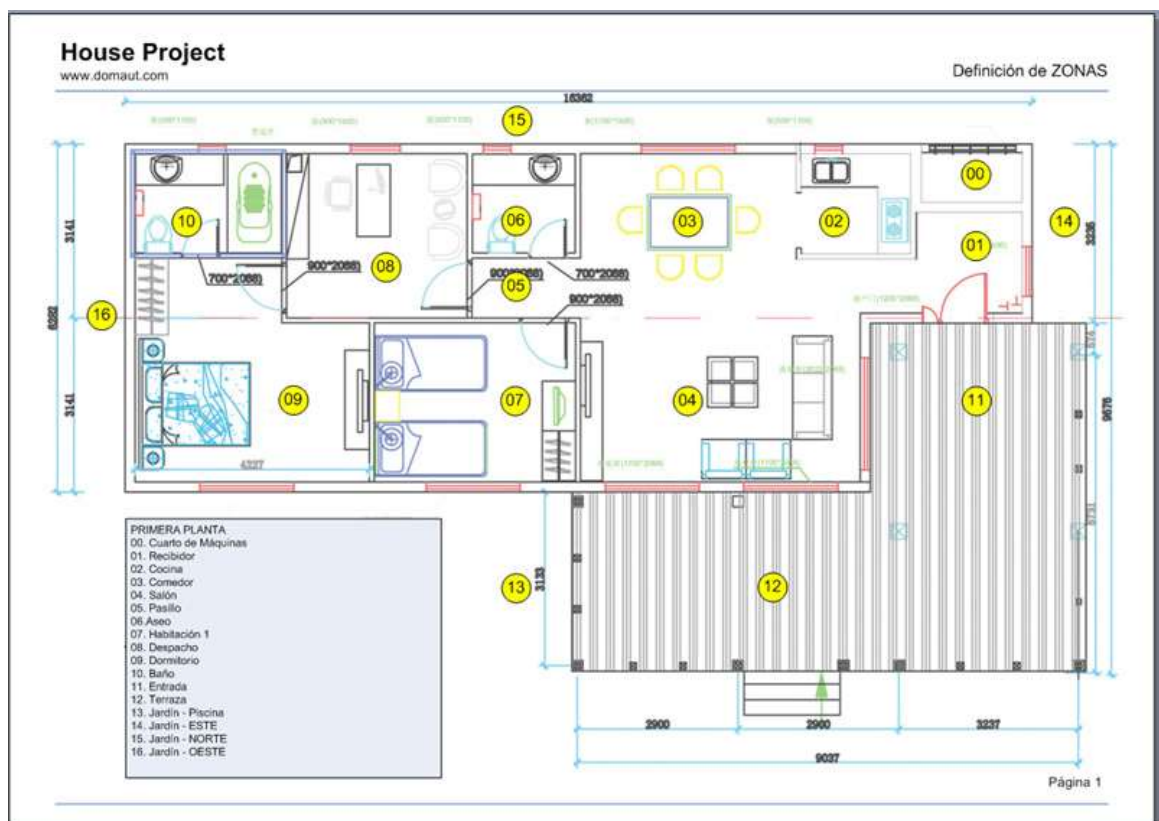 House Project
www.domaut.com
Definición de ZONAS
16362
15
00
10
06
03
02
14
3141
3236
01
08
700*2088)
900*2088)
05
700*2088)
900*2088)
16
6282
3141
09
07
04
11
9676
4227
5731
PRIMERA PLANTA
00. Cuarto de Máquinas
01. Recibidor
02. Cocina
03. Comedor
04. Salón
05. Pasillo
06.Aseo
07. Habitación 1
08. Despacho
09. Dormitorio
10. Baño
11. Entrada
12. Terraza
13. Jardín - Piscina
14. Jardín - ESTE
15. Jardín - NORTE
16. Jardín - OESTE
13
3133
12
2900
2900
3237
9037
Página 1